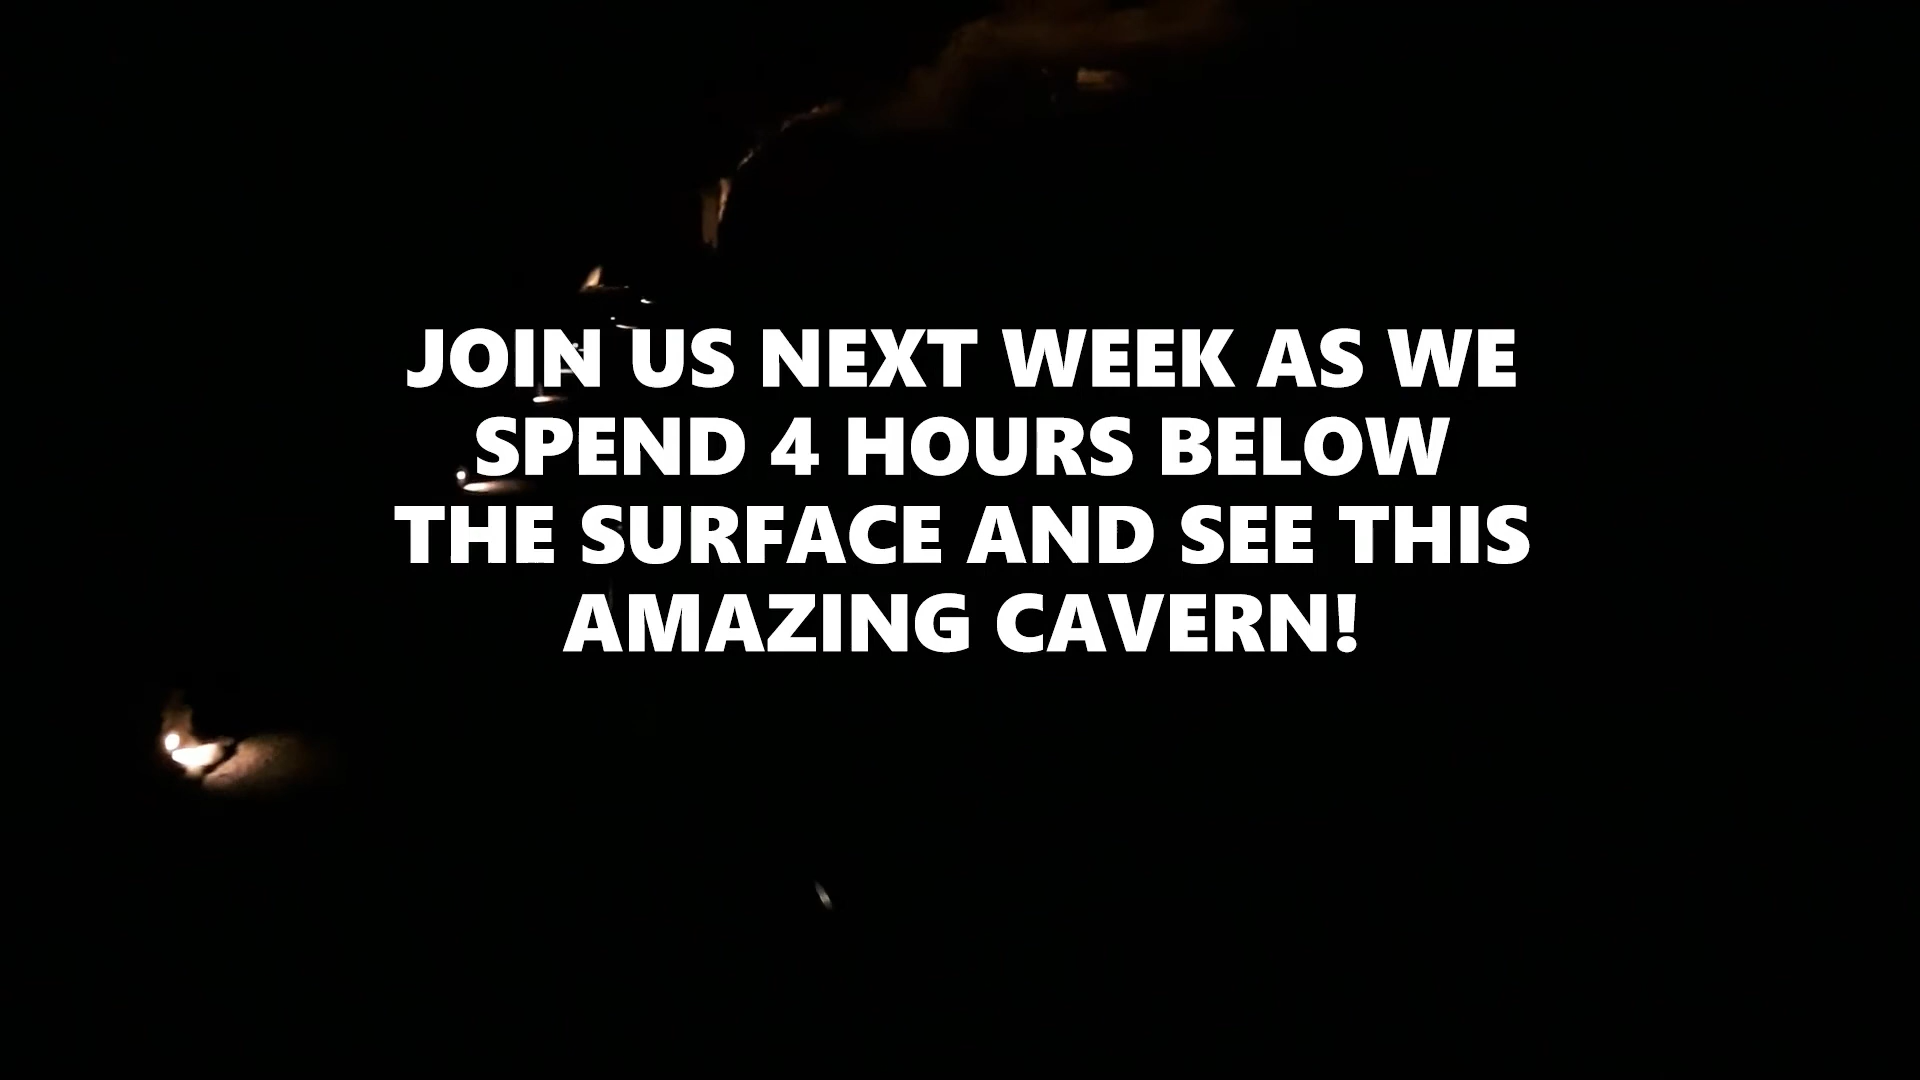 JOIN US NEXT WEEK AS WE
SPEND 4 HOURS BELOW
THE SURFACE AND SEE THIS
AMAZING CAVERN!